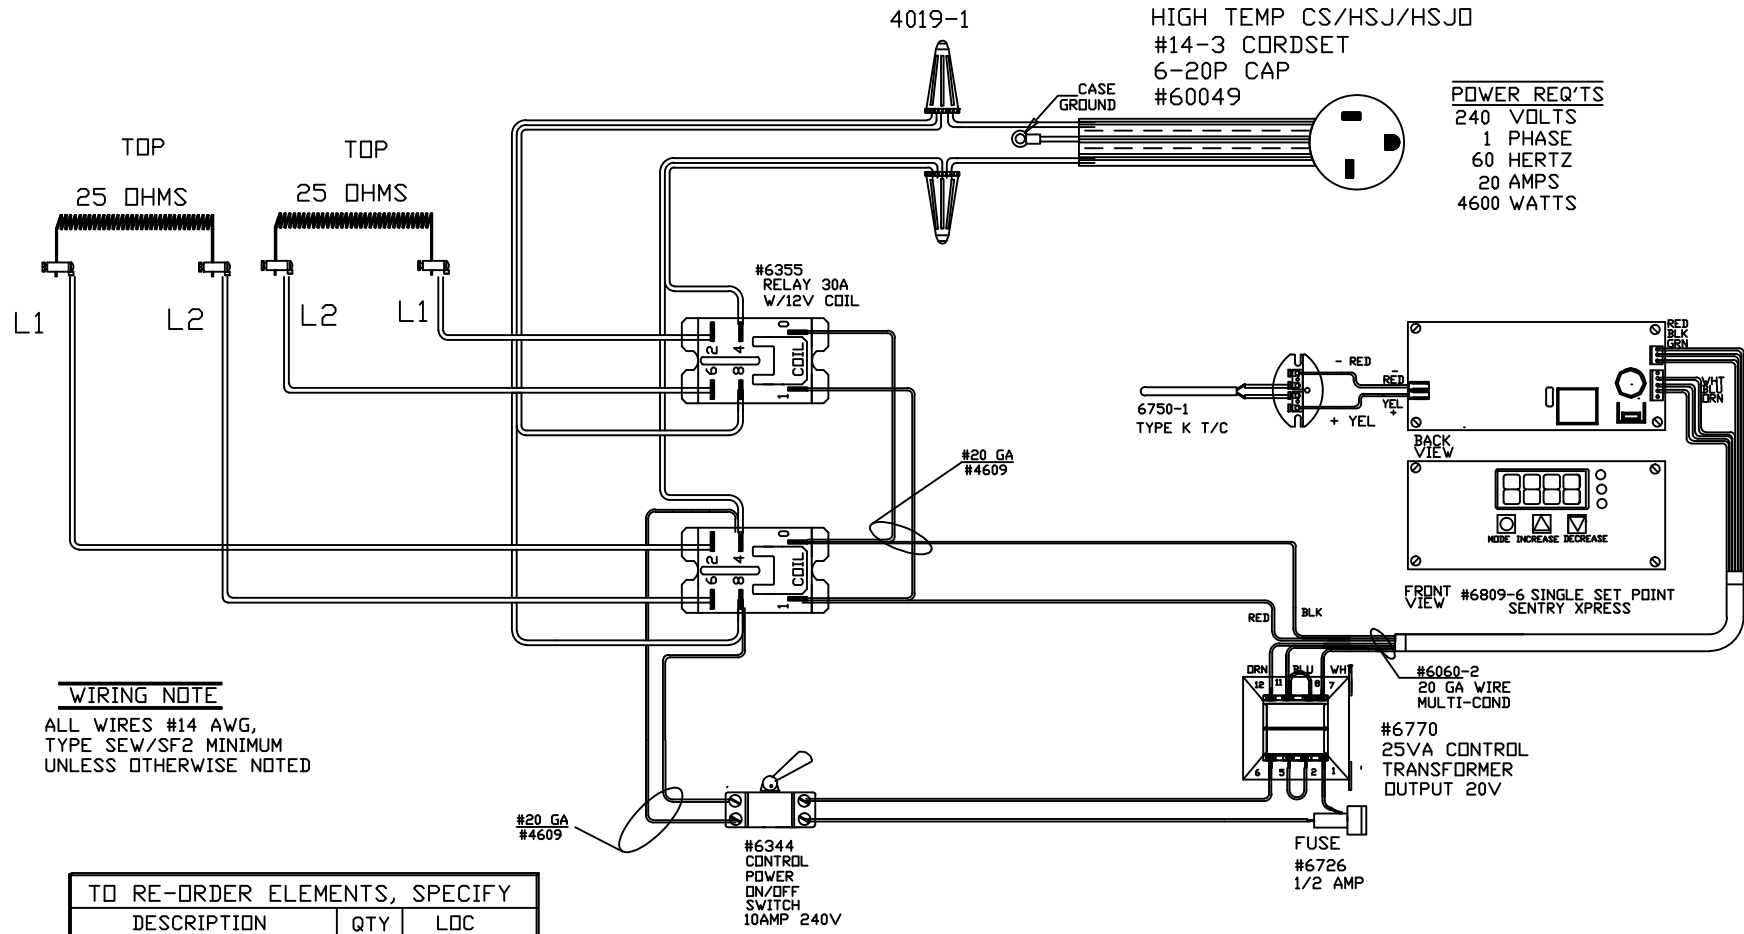 4019-1
HIGH TEMP CS/HSJ/HSJO
#14-3 CORDSET
6-20P CAP
#60049
CASE
GROUND
POWER REQ'TS
240 VOLTS
1 PHASE
60 HERTZ
20 AMPS
4600 WATTS
TOP
25 OHMS
TOP
25 OHMS
L1
L2
L2
L1
#6355
RELAY 30A
W/12V COIL
2
4
0
6
8
COIL
1
RED
BLK
GRN
WHT
BLU
ORN
- RED
-
RED
YEL
+
+ YEL
6750-1
TYPE K T/C
BACK
VIEW
MODE INCREASE DECREASE
FRONT
VIEW
#6809-6 SINGLE SET POINT
SENTRY XPRESS
#20 GA
#4609
2
4
0
6
8
COIL
1
RED
BLK
ORN
BLU
WHT
12
11
8
7
6
5
2
1
#6060-2
20 GA WIRE
MULTI-COND
#6770
25VA CONTROL
TRANSFORMER
OUTPUT 20V
WIRING NOTE
ALL WIRES #14 AWG,
TYPE SEW/SF2 MINIMUM
UNLESS OTHERWISE NOTED
#20 GA
#4609
#6344
CONTROL
POWER
ON/OFF
SWITCH
10AMP 240V
FUSE
#6726
1/2 AMP
TO RE-ORDER ELEMENTS, SPECIFY
DESCRIPTION QTY LOC